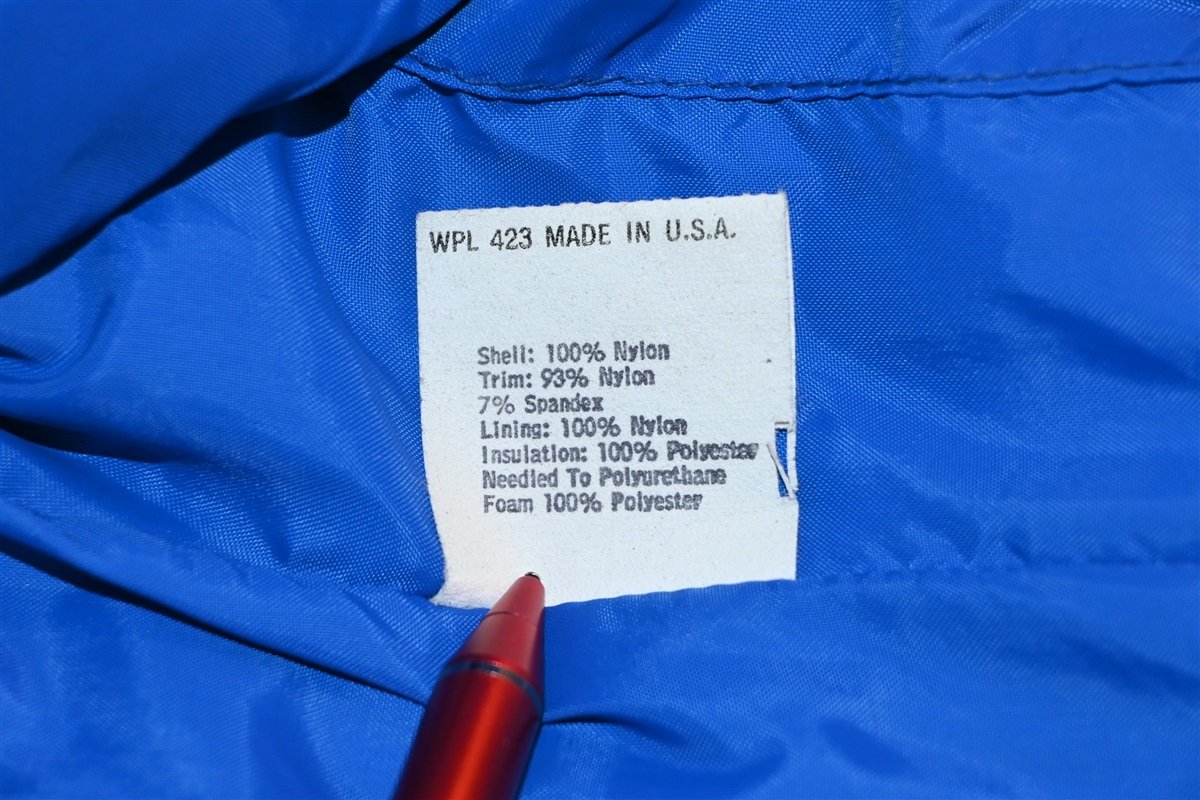 WPL 423 MADE IN U.S.A.
Shell: 100% Nylon
Trim: 93% Nylon
7% Spandex
Lining: 100% Nylon
Insulation: 100% Polyester
Needled To Polyurethane
Foam 100% Polyester